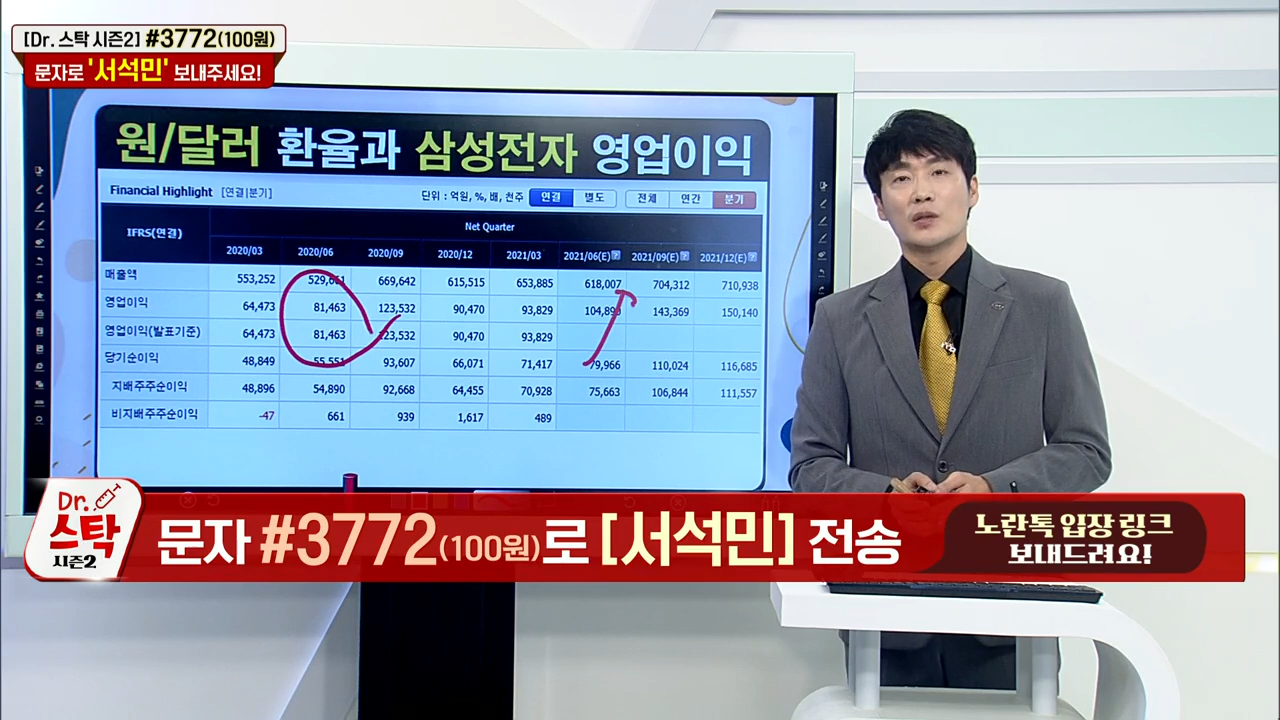 [Dr. 스탁 시즌2] #3772(100원)
문자로 '서석민' 보내주세요!
원/달러 환율과 삼성전자 영업이익
Financial Highlight [연결|분기] 단위 : 억원, %, 배, 천주 연결 별도 전체 연간 분기
IFRS(연결) Net Quarter
2020/03 2020/06 2020/09 2020/12 2021/03 2021/06(E) 2021/09(E) 2021/12(E)
매출액 553,252 669,642 615,515 653,885 618,007 704,312 710,938
영업이익 64,473 81,463 123,532 90,470 93,829 143,369 150,140
영업이익(발표기준) 64,473 81,463 123,532 90,470 93,829
당기순이익 48,849 55,551 93,607 66,071 71,417 79,966 110,024 116,685
지배주주순이익 48,896 54,890 92,668 64,455 70,928 75,663 106,844 111,557
비지배주주순이익 -47 661 939 1,617 489
Dr.
스탁
시즌2
문자 #3772(100원)로 [서석민] 전송
노란톡 입장 링크
보내드려요!